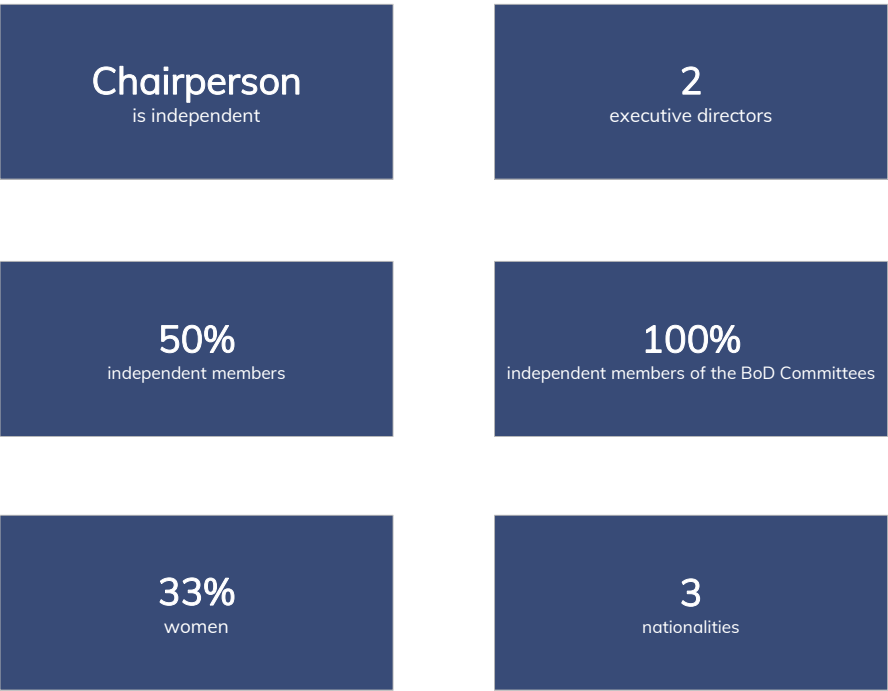 Chairperson
is independent
2
executive directors
50%
independent members
100%
independent members of the BoD Committees
33%
women
3
nationalities